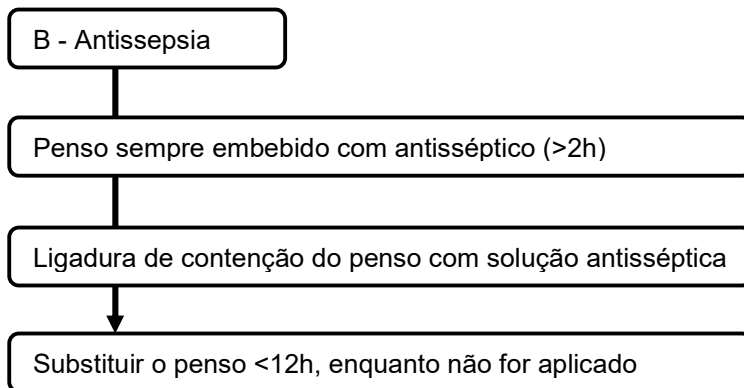 B - Antissepsia
Penso sempre embebido com antisséptico (>2h)
Ligadura de contenção do penso com solução antisséptica
Substituir o penso <12h, enquanto não for aplicado